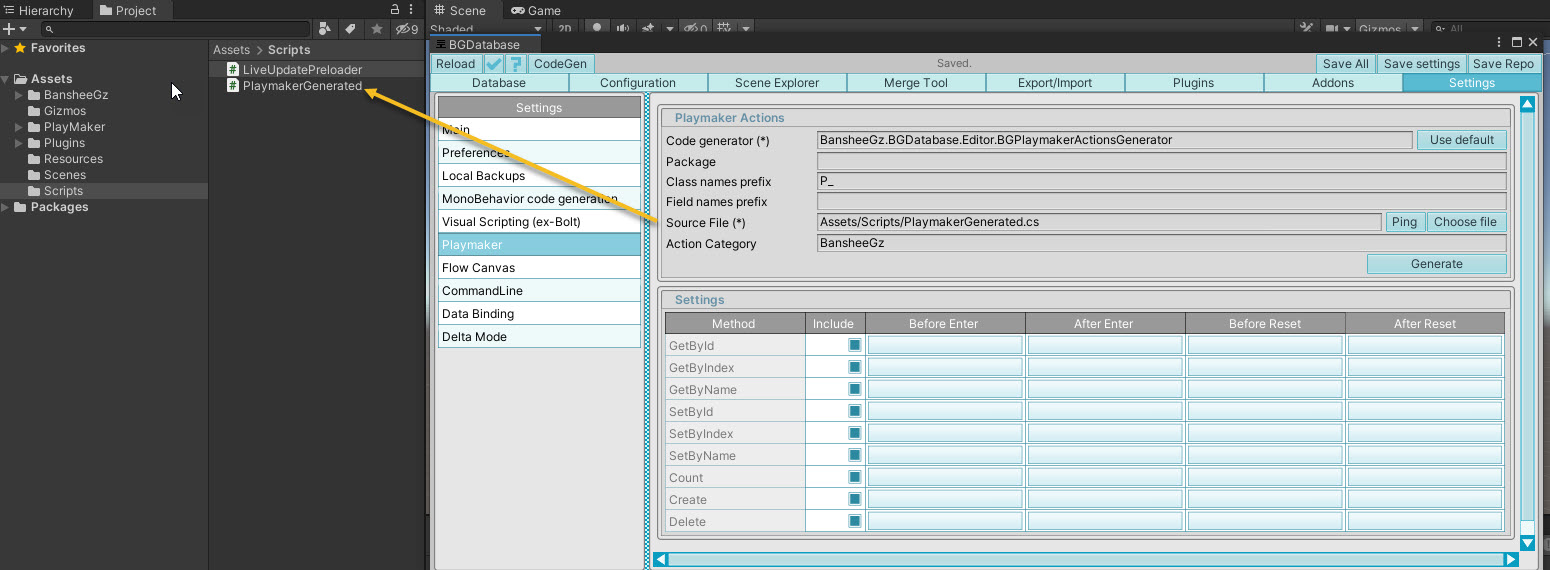 Hierarchy
Project
Scene
Game
Shaded
2D
0
Gizmos
All
9
Favorites
Assets
BansheeGz
Gizmos
PlayMaker
Plugins
Resources
Scenes
Scripts
Packages
Assets > Scripts
LiveUpdatePreloader
PlaymakerGenerated
BGDatabase
Reload
?
CodeGen
Saved.
Save All
Save settings
Save Repo
Database
Configuration
Scene Explorer
Merge Tool
Export/Import
Plugins
Addons
Settings
Settings
Main
Preferences
Local Backups
MonoBehavior code generation
Visual Scripting (ex-Bolt)
Playmaker
Flow Canvas
CommandLine
Data Binding
Delta Mode
Playmaker Actions
Code generator (*) BansheeGz.BGDatabase.Editor.BGPlaymakerActionsGenerator Use default
Package
Class names prefix P_
Field names prefix
Source File (*) Assets/Scripts/PlaymakerGenerated.cs Ping Choose file
Action Category BansheeGz
Generate
Settings
Method Include Before Enter After Enter Before Reset After Reset
GetById
GetByIndex
GetByName
SetById
SetByIndex
SetByName
Count
Create
Delete